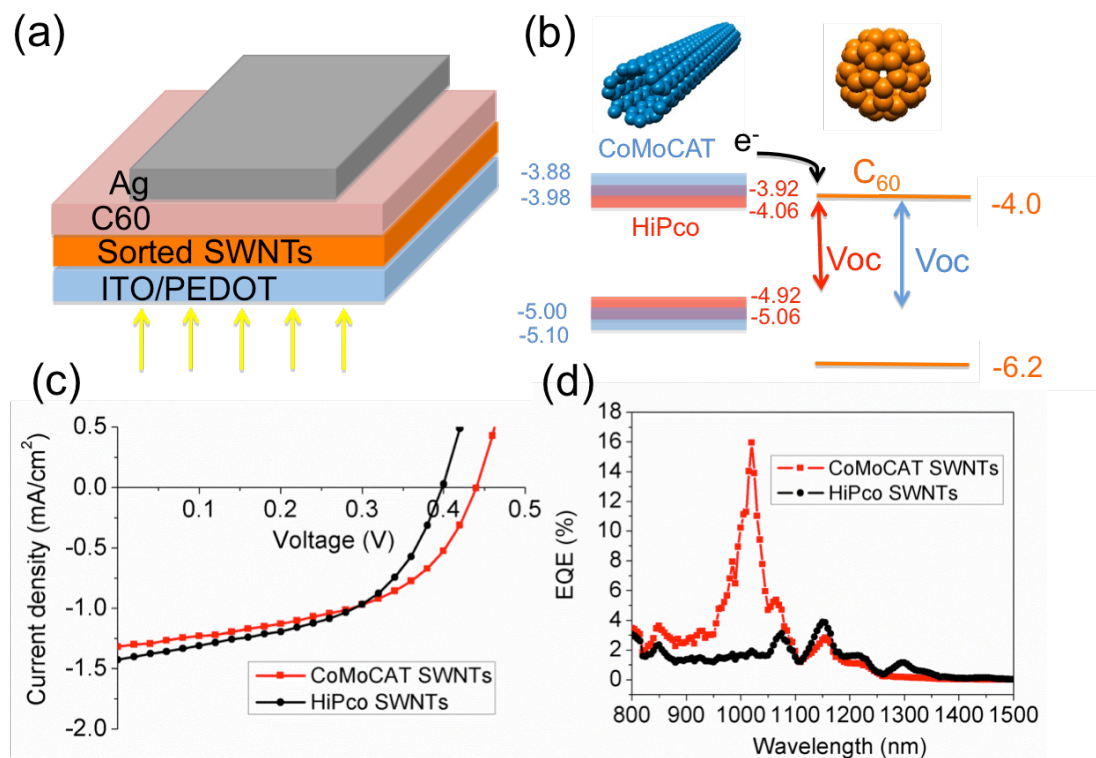 (a)
Ag
C60
Sorted SWNTs
ITO/PEDOT
(b)
CoMoCAT
e-
C60
-3.88
-3.98
-3.92
-4.06
-4.0
HiPco
Voc
Voc
-4.92
-5.06
-5.00
-5.10
-6.2
(c)
0.5
0.0
-0.5
-1.0
-1.5
-2.0
0.1
0.2
0.3
0.4
0.5
Voltage (V)
Current density (mA/cm²)
CoMoCAT SWNTs
HiPco SWNTs
(d)
18
16
14
12
10
8
6
4
2
0
EQE (%)
CoMoCAT SWNTs
HiPco SWNTs
800
900
1000
1100
1200
1300
1400
1500
Wavelength (nm)